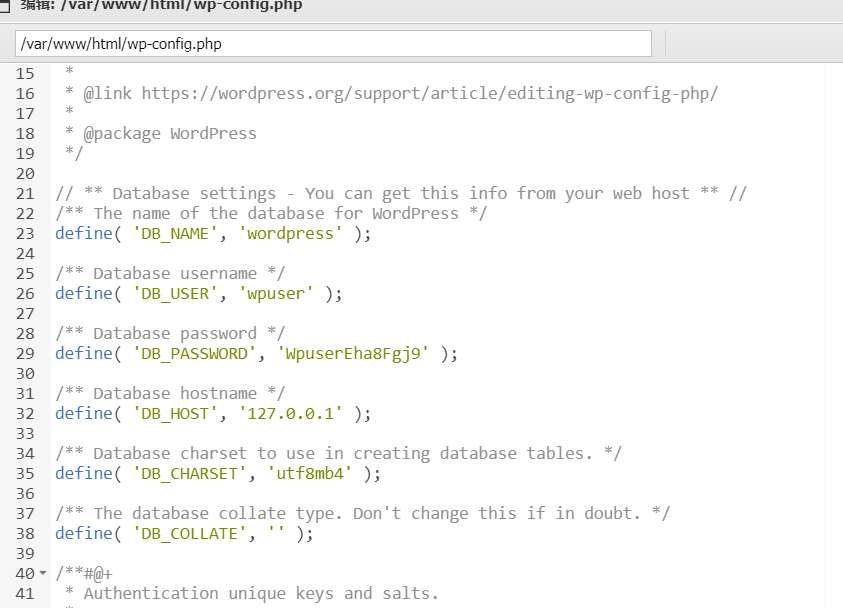 编辑: /var/www/html/wp-config.php
/var/www/html/wp-config.php
15 *
16 * @link https://wordpress.org/support/article/editing-wp-config-php/
17 *
18 * @package WordPress
19 */
20
21 // ** Database settings - You can get this info from your web host ** //
22 /** The name of the database for WordPress */
23 define( 'DB_NAME', 'wordpress' );
24
25 /** Database username */
26 define( 'DB_USER', 'wpuser' );
27
28 /** Database password */
29 define( 'DB_PASSWORD', 'WpuserEha8Fgj9' );
30
31 /** Database hostname */
32 define( 'DB_HOST', '127.0.0.1' );
33
34 /** Database charset to use in creating database tables. */
35 define( 'DB_CHARSET', 'utf8mb4' );
36
37 /** The database collate type. Don't change this if in doubt. */
38 define( 'DB_COLLATE', '' );
39
40 /**#@+
41 * Authentication unique keys and salts.